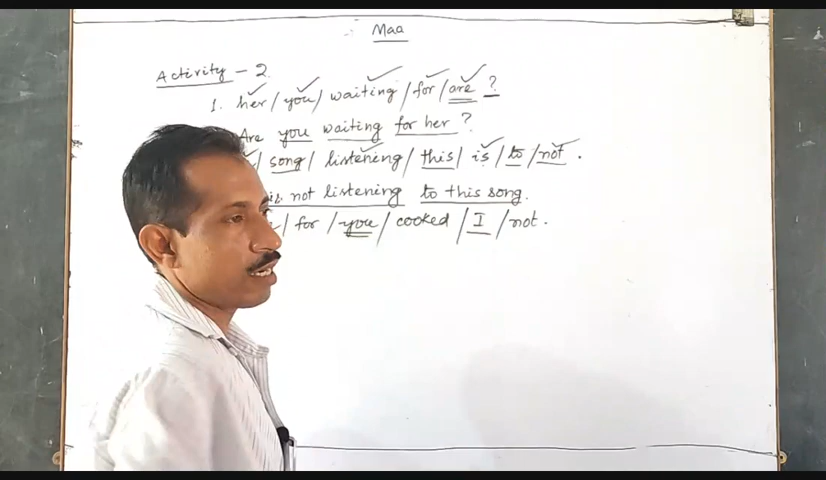 Maa
Activity - 2
1. her / you / waiting / for / are ?
Are you waiting for her ?
/ song / listening / this / is / to / not .
not listening to this song.
/ for / you / cooked / I / not .